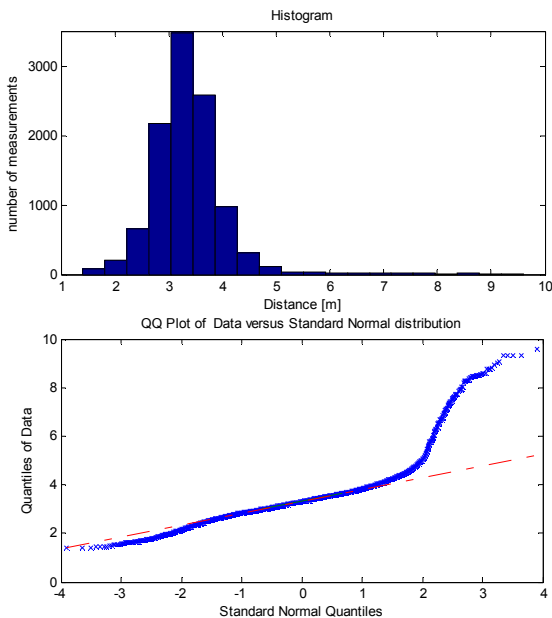 Histogram
number of measurements
3000
2000
1000
0
1 2 3 4 5 6 7 8 9 10
Distance [m]
QQ Plot of Data versus Standard Normal distribution
Quantiles of Data
10
8
6
4
2
0
-4 -3 -2 -1 0 1 2 3 4
Standard Normal Quantiles